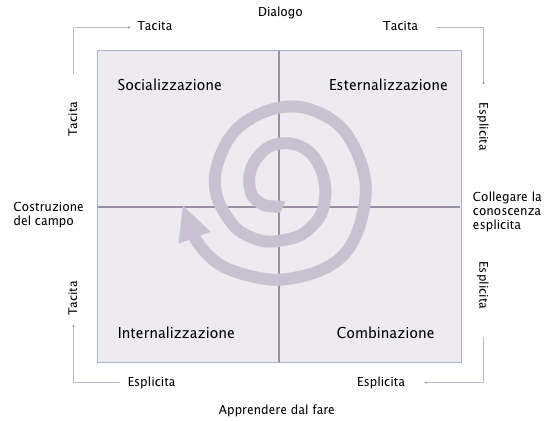 Dialogo
Tacita
Tacita
Socializzazione
Esternalizzazione
Tacita
Esplicita
Costruzione
del campo
Collegare la
conoscenza
esplicita
Tacita
Esplicita
Internalizzazione
Combinazione
Esplicita
Esplicita
Apprendere dal fare